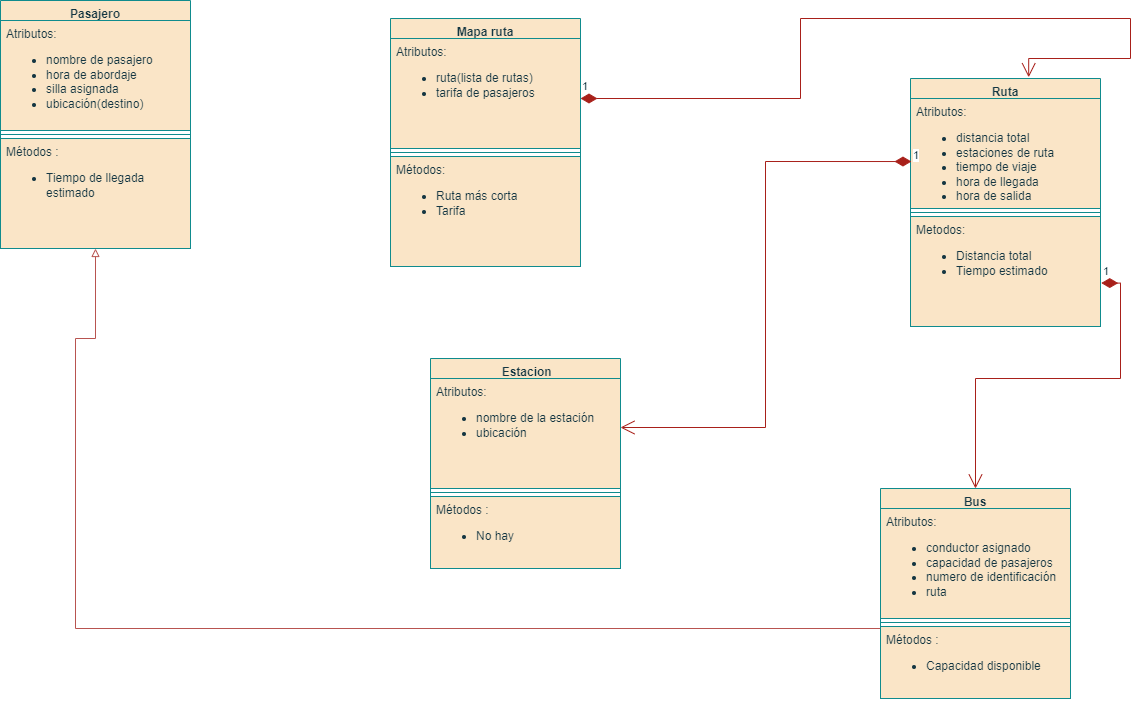 Pasajero
Atributos:
nombre de pasajero
hora de abordaje
silla asignada
ubicación(destino)
Métodos :
Tiempo de llegada
estimado
Mapa ruta
Atributos:
ruta(lista de rutas)
tarifa de pasajeros
Métodos:
Ruta más corta
Tarifa
1
Ruta
Atributos:
distancia total
estaciones de ruta
tiempo de viaje
hora de llegada
hora de salida
Metodos:
Distancia total
Tiempo estimado
1
1
Estacion
Atributos:
nombre de la estación
ubicación
Métodos :
No hay
Bus
Atributos:
conductor asignado
capacidad de pasajeros
numero de identificación
ruta
Métodos :
Capacidad disponible